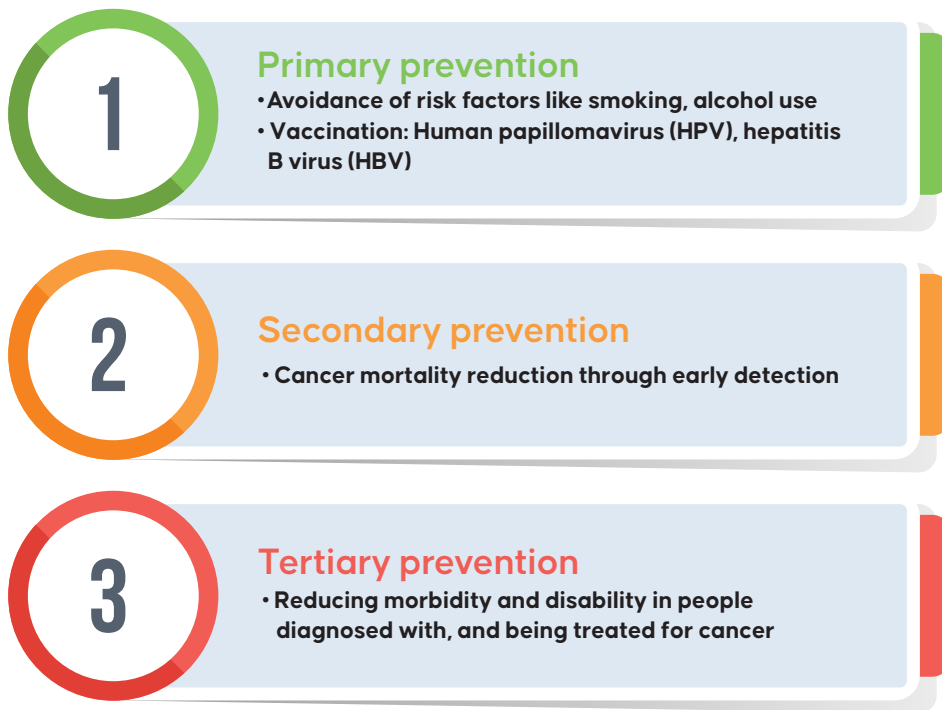 1
Primary prevention
•Avoidance of risk factors like smoking, alcohol use
• Vaccination: Human papillomavirus (HPV), hepatitis
B virus (HBV)
2
Secondary prevention
• Cancer mortality reduction through early detection
3
Tertiary prevention
• Reducing morbidity and disability in people
diagnosed with, and being treated for cancer